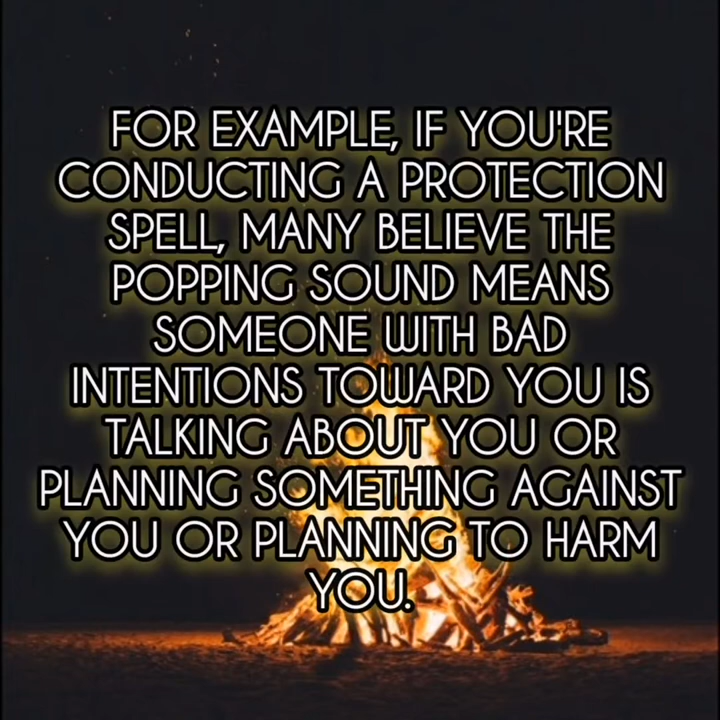 FOR EXAMPLE, IF YOU'RE
CONDUCTING A PROTECTION
SPELL, MANY BELIEVE THE
POPPING SOUND MEANS
SOMEONE WITH BAD
INTENTIONS TOWARD YOU IS
TALKING ABOUT YOU OR
PLANNING SOMETHING AGAINST
YOU OR PLANNING TO HARM
YOU.